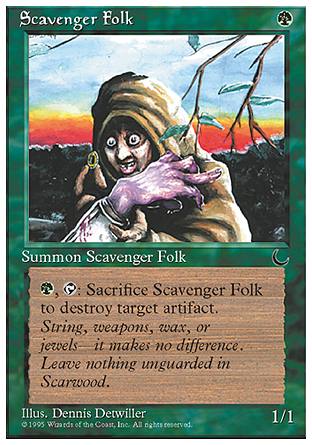 Scavenger Folk
Summon Scavenger Folk
, : Sacrifice Scavenger Folk
to destroy target artifact.
String, weapons, wax, or
jewels—it makes no difference.
Leave nothing unguarded in
Scarwood.
Illus. Dennis Detwiller
1/1
©1995 Wizards of the Coast, Inc. All rights reserved.